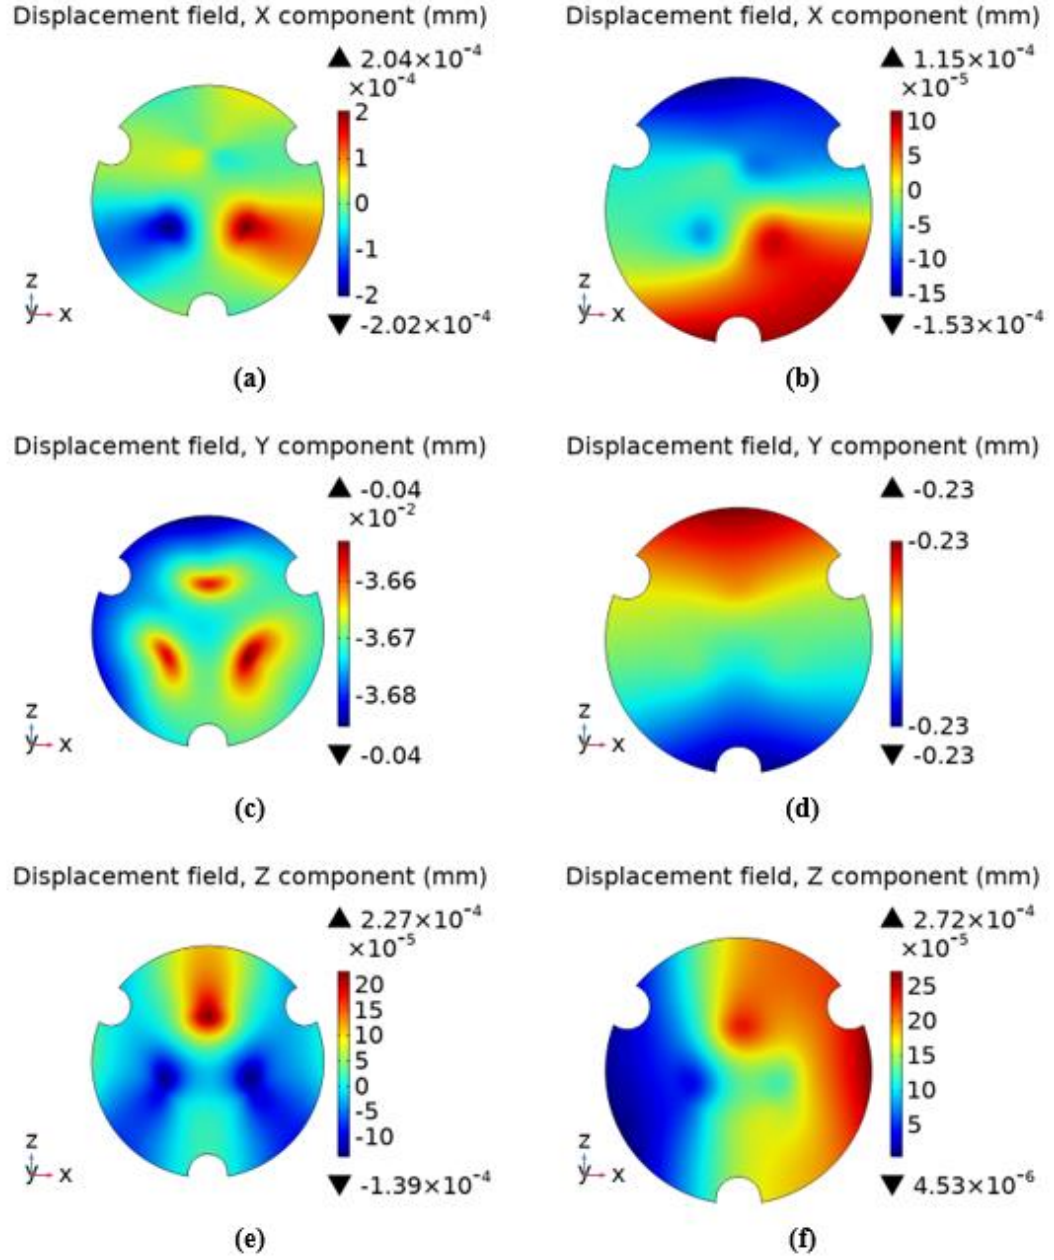 Displacement field, X component (mm)
▲ 2.04×10⁻⁴
×10⁻⁴
2
1
0
-1
-2
▼ -2.02×10⁻⁴
z
y x
(a)
Displacement field, X component (mm)
▲ 1.15×10⁻⁴
×10⁻⁵
10
5
0
-5
-10
-15
▼ -1.53×10⁻⁴
z
y x
(b)
Displacement field, Y component (mm)
▲ -0.04
×10⁻²
-3.66
-3.67
-3.68
▼ -0.04
z
y x
(c)
Displacement field, Y component (mm)
▲ -0.23
-0.23
-0.23
▼ -0.23
z
y x
(d)
Displacement field, Z component (mm)
▲ 2.27×10⁻⁴
×10⁻⁵
20
15
10
5
0
-5
-10
▼ -1.39×10⁻⁴
z
y x
(e)
Displacement field, Z component (mm)
▲ 2.72×10⁻⁴
×10⁻⁵
25
20
15
10
5
▼ 4.53×10⁻⁶
z
y x
(f)